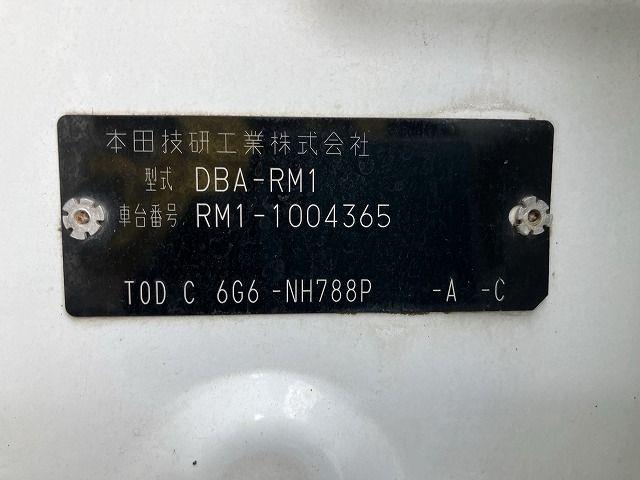 本田技研工業株式会社
型式 DBA-RM1
車台番号 RM1-1004365
TOD C 6G6 -NH788P -A -C